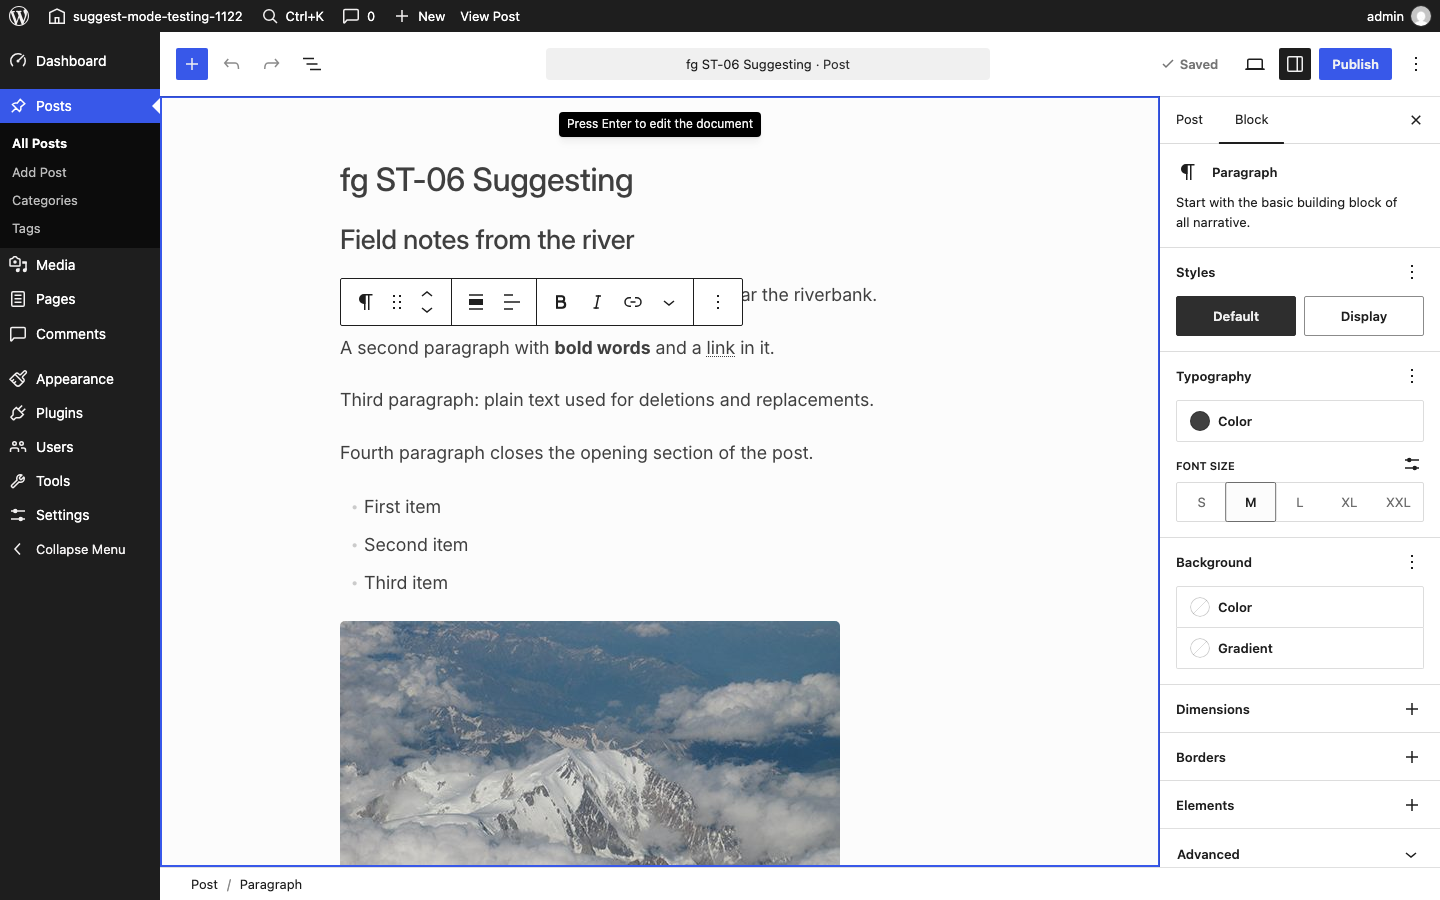 suggest-mode-testing-1122 Ctrl+K 0 New View Post admin
Dashboard
Posts
All Posts
Add Post
Categories
Tags
Media
Pages
Comments
Appearance
Plugins
Users
Tools
Settings
Collapse Menu
fg ST-06 Suggesting · Post
Saved
Publish
Press Enter to edit the document
fg ST-06 Suggesting
Field notes from the river
ar the riverbank.
B I
A second paragraph with bold words and a link in it.
Third paragraph: plain text used for deletions and replacements.
Fourth paragraph closes the opening section of the post.
First item
Second item
Third item
Post Block
Paragraph
Start with the basic building block of
all narrative.
Styles
Default Display
Typography
Color
FONT SIZE
S M L XL XXL
Background
Color
Gradient
Dimensions
Borders
Elements
Advanced
Post / Paragraph